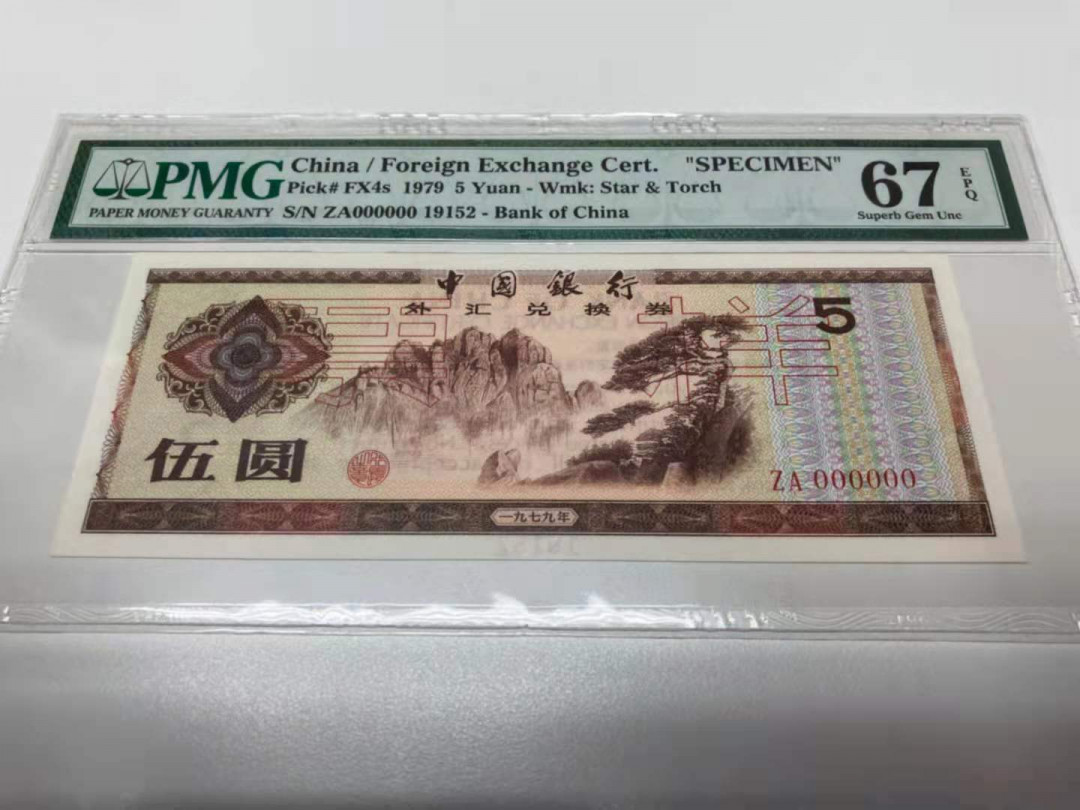 PMG
PAPER MONEY GUARANTY
China / Foreign Exchange Cert. "SPECIMEN"
Pick# FX4s 1979 5 Yuan - Wmk: Star & Torch
S/N ZA000000 19152 - Bank of China
67
EPQ
Superb Gem Unc
中国銀行
外汇兑换券
票样
5
伍圆
ZA 000000
一九七九年